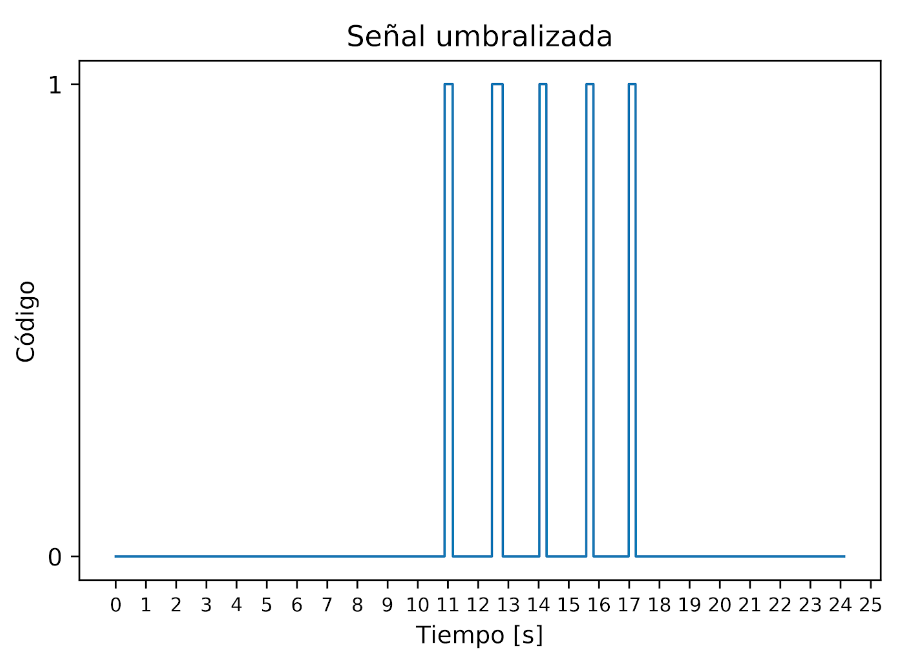 Señal umbralizada
1
Código
0
0 1 2 3 4 5 6 7 8 9 10 11 12 13 14 15 16 17 18 19 20 21 22 23 24 25
Tiempo [s]